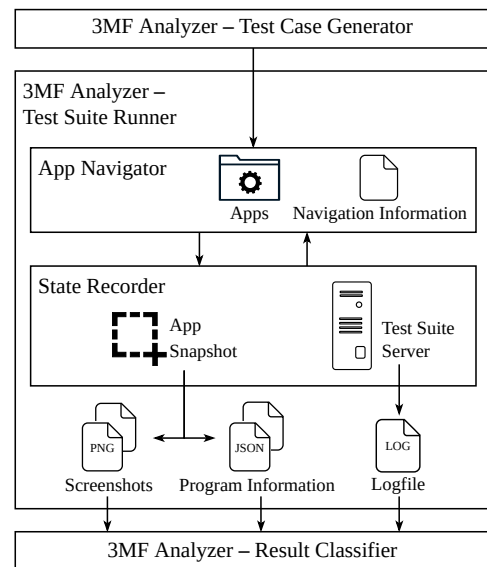 3MF Analyzer – Test Case Generator
3MF Analyzer –
Test Suite Runner
App Navigator
Apps
Navigation Information
State Recorder
App
Snapshot
Test Suite
Server
PNG
JSON
LOG
Screenshots
Program Information
Logfile
3MF Analyzer – Result Classifier